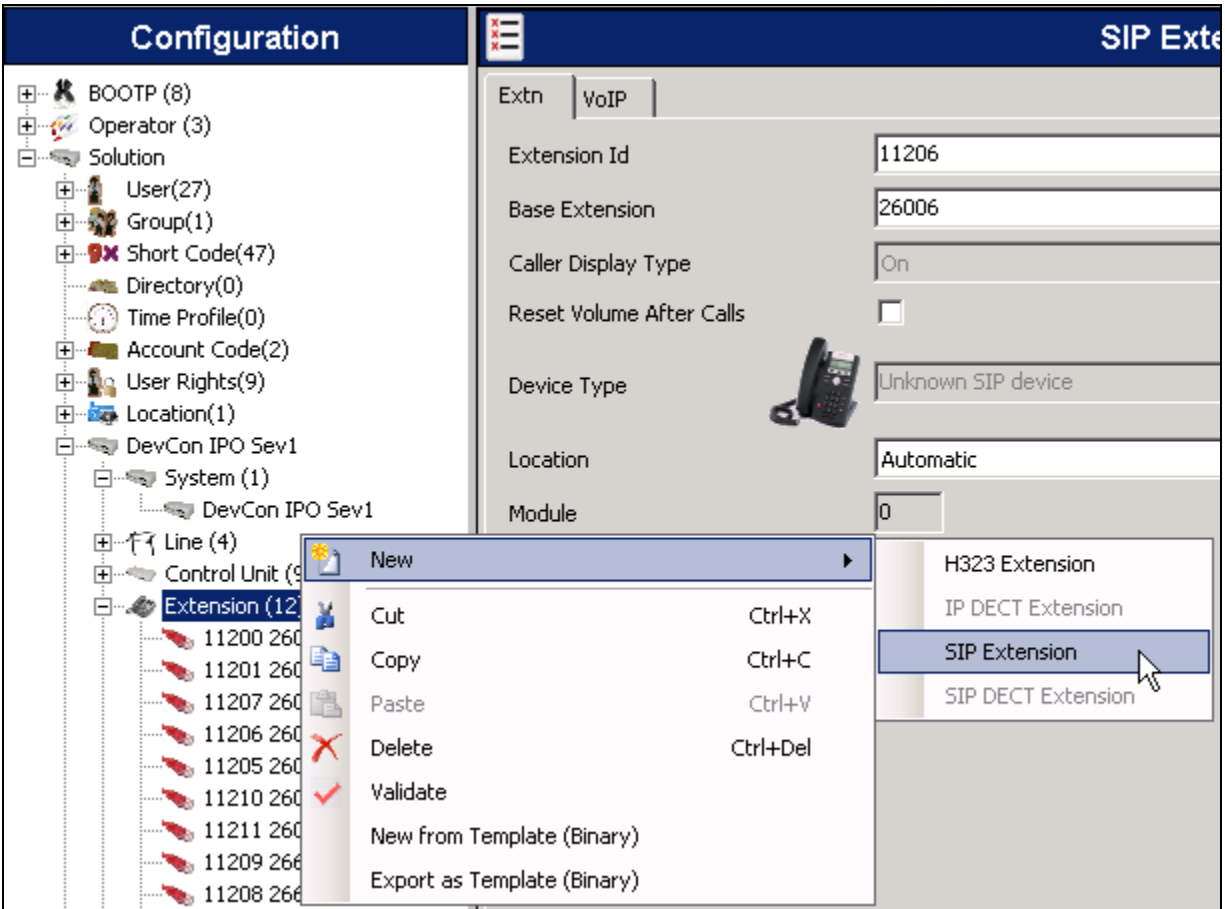 Configuration
BOOTP (8)
Operator (3)
Solution
User(27)
Group(1)
Short Code(47)
Directory(0)
Time Profile(0)
Account Code(2)
User Rights(9)
Location(1)
DevCon IPO Sev1
System (1)
DevCon IPO Sev1
Line (4)
Control Unit (9
Extension (12)
11200 260
11201 260
11207 260
11206 260
11205 260
11210 260
11211 260
11209 266
11208 266
SIP Exte
Extn
VoIP
Extension Id 11206
Base Extension 26006
Caller Display Type On
Reset Volume After Calls
Device Type Unknown SIP device
Location Automatic
Module 0
New
Cut Ctrl+X
Copy Ctrl+C
Paste Ctrl+V
Delete Ctrl+Del
Validate
New from Template (Binary)
Export as Template (Binary)
H323 Extension
IP DECT Extension
SIP Extension
SIP DECT Extension